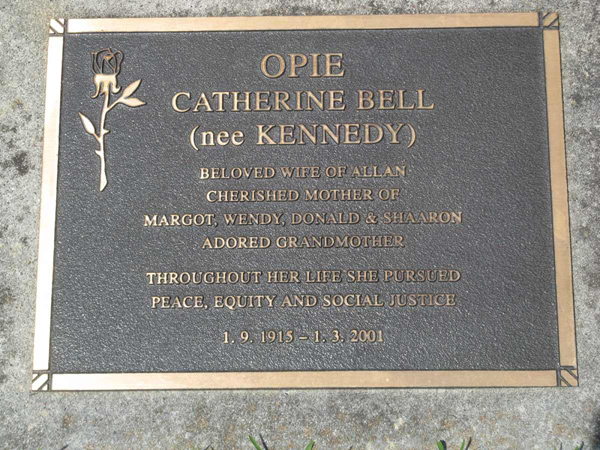 OPIE
CATHERINE BELL
(nee KENNEDY)
BELOVED WIFE OF ALLAN
CHERISHED MOTHER OF
MARGOT, WENDY, DONALD & SHAARON
ADORED GRANDMOTHER
THROUGHOUT HER LIFE SHE PURSUED
PEACE, EQUITY AND SOCIAL JUSTICE
1. 9. 1915 – 1. 3. 2001